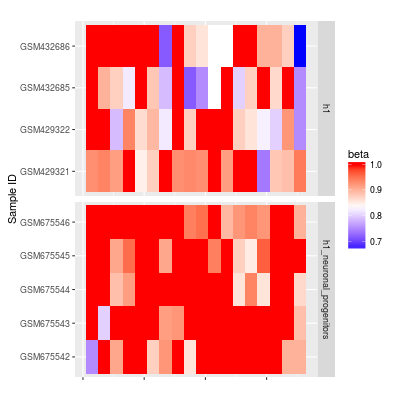 Sample ID
GSM432686
GSM432685
GSM429322
GSM429321
h1
GSM675546
GSM675545
GSM675544
GSM675543
GSM675542
h1_neuronal_progenitors
beta
1.0
0.9
0.8
0.7